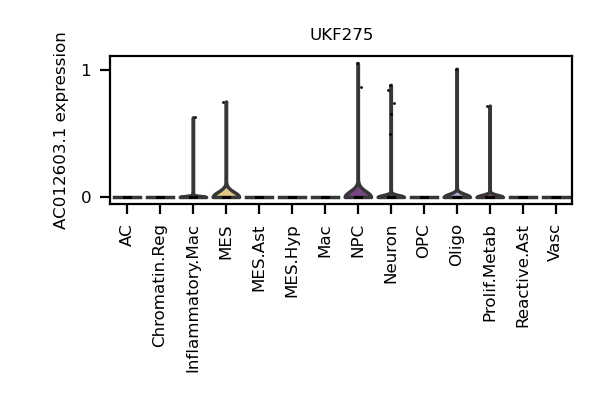 UKF275
AC012603.1 expression
1
0
AC
Chromatin.Reg
Inflammatory.Mac
MES
MES.Ast
MES.Hyp
Mac
NPC
Neuron
OPC
Oligo
Prolif.Metab
Reactive.Ast
Vasc